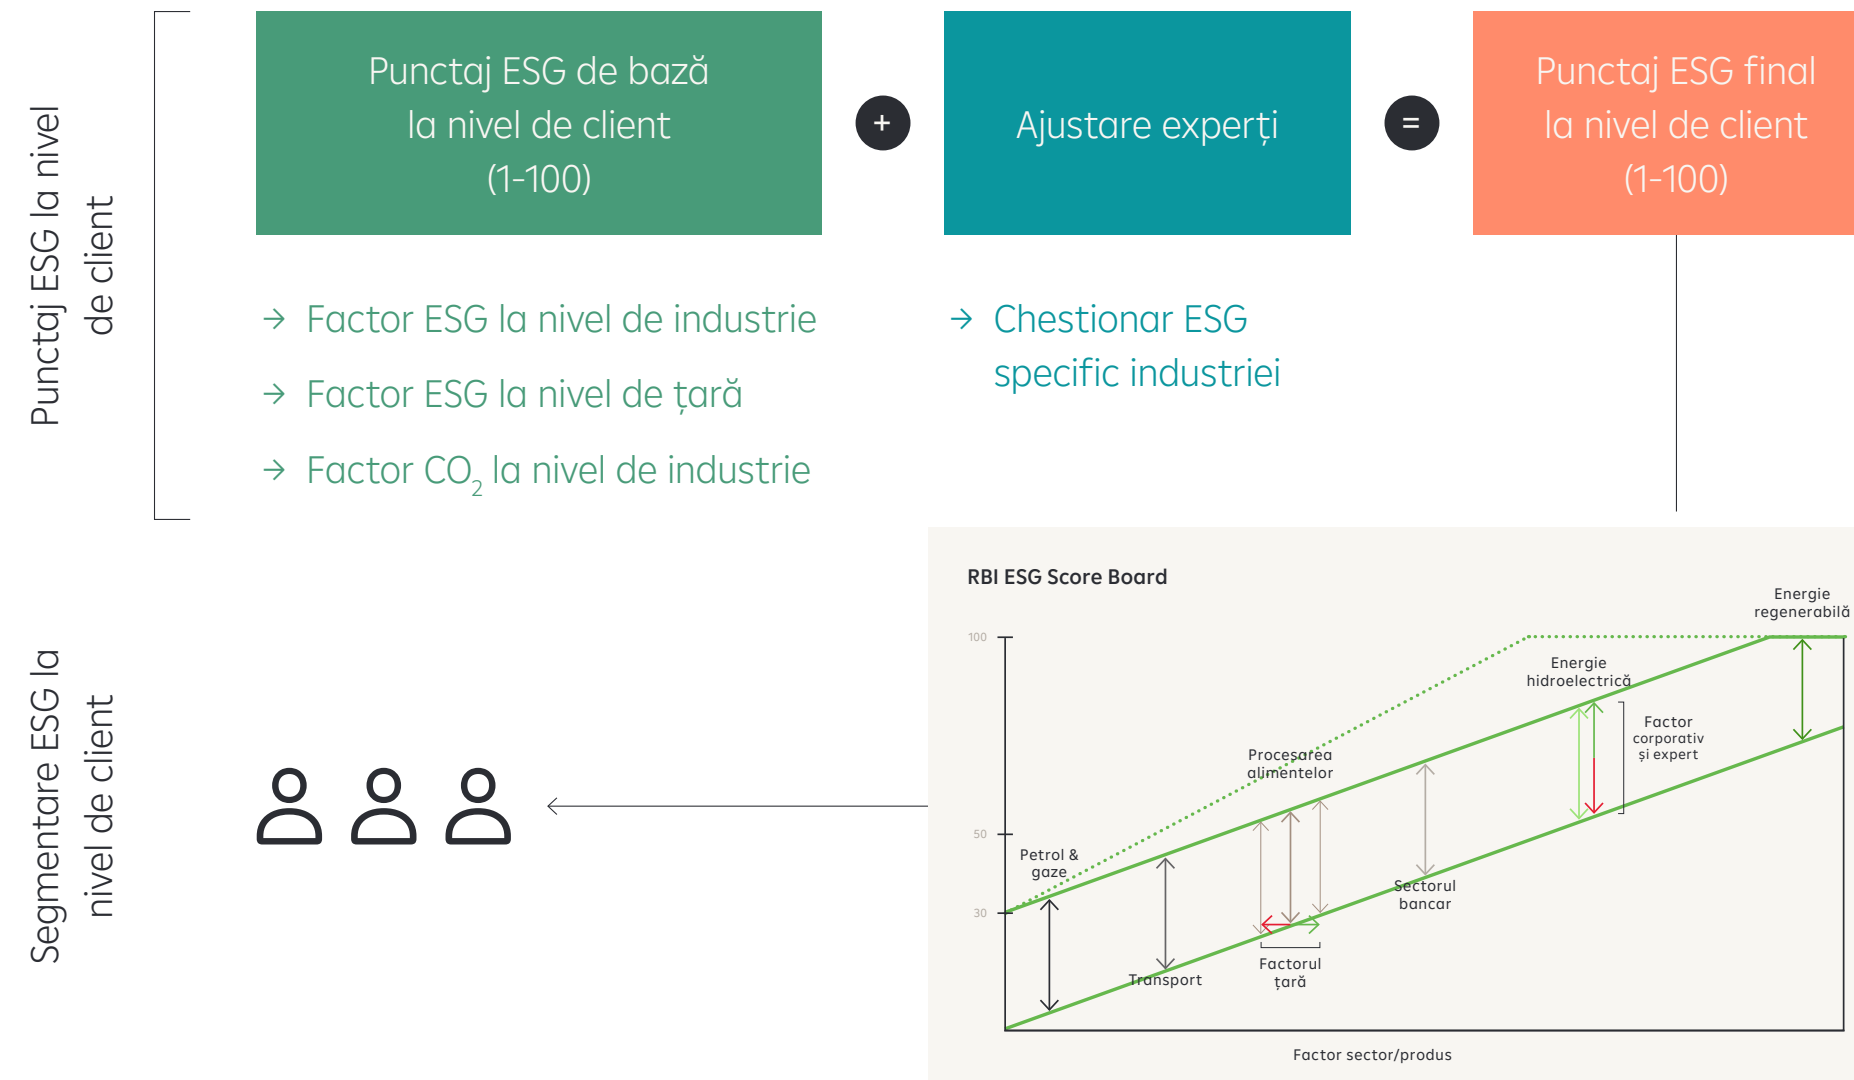 Punctaj ESG la nivel
de client
Punctaj ESG de bază
la nivel de client
(1-100)
+
Ajustare experți
=
Punctaj ESG final
la nivel de client
(1-100)
→ Factor ESG la nivel de industrie
→ Factor ESG la nivel de țară
→ Factor CO₂ la nivel de industrie
→ Chestionar ESG
specific industriei
Segmentare ESG la
nivel de client
RBI ESG Score Board
Energie
regenerabilă
100
Energie
hidroelectrică
Factor
corporativ
și expert
Procesarea
alimentelor
50
Petrol &
gaze
Sectorul
bancar
30
Transport
Factorul
țară
Factor sector/produs